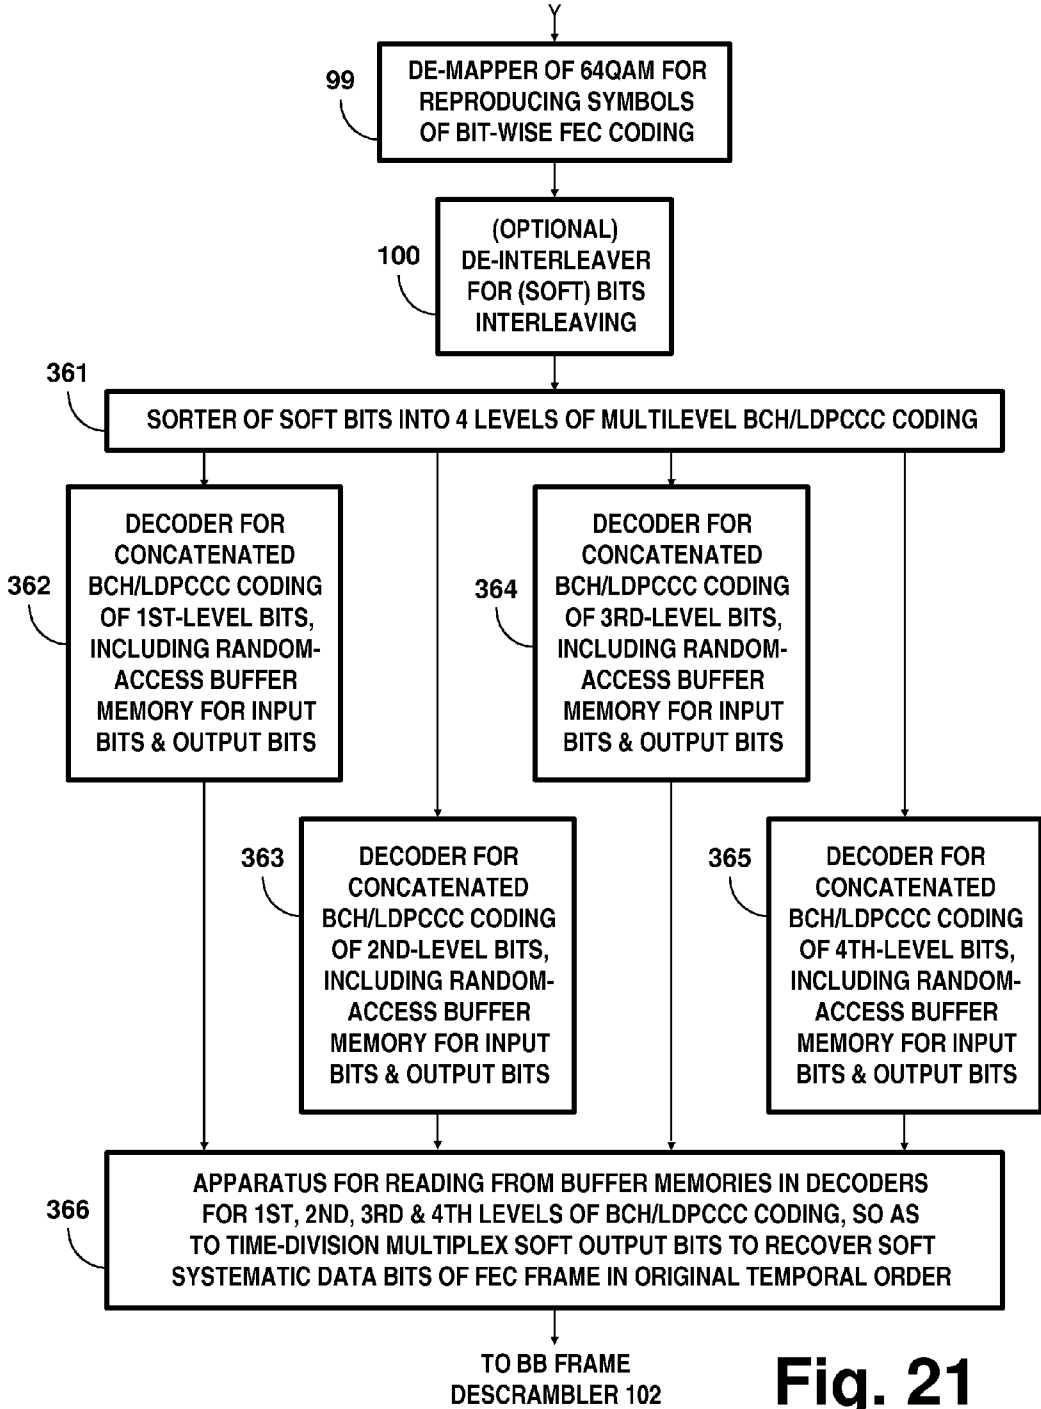 Y
99
DE-MAPPER OF 64QAM FOR
REPRODUCING SYMBOLS
OF BIT-WISE FEC CODING
100
(OPTIONAL)
DE-INTERLEAVER
FOR (SOFT) BITS
INTERLEAVING
361
SORTER OF SOFT BITS INTO 4 LEVELS OF MULTILEVEL BCH/LDPCCC CODING
362
DECODER FOR
CONCATENATED
BCH/LDPCCC CODING
OF 1ST-LEVEL BITS,
INCLUDING RANDOM-
ACCESS BUFFER
MEMORY FOR INPUT
BITS & OUTPUT BITS
364
DECODER FOR
CONCATENATED
BCH/LDPCCC CODING
OF 3RD-LEVEL BITS,
INCLUDING RANDOM-
ACCESS BUFFER
MEMORY FOR INPUT
BITS & OUTPUT BITS
363
DECODER FOR
CONCATENATED
BCH/LDPCCC CODING
OF 2ND-LEVEL BITS,
INCLUDING RANDOM-
ACCESS BUFFER
MEMORY FOR INPUT
BITS & OUTPUT BITS
365
DECODER FOR
CONCATENATED
BCH/LDPCCC CODING
OF 4TH-LEVEL BITS,
INCLUDING RANDOM-
ACCESS BUFFER
MEMORY FOR INPUT
BITS & OUTPUT BITS
366
APPARATUS FOR READING FROM BUFFER MEMORIES IN DECODERS
FOR 1ST, 2ND, 3RD & 4TH LEVELS OF BCH/LDPCCC CODING, SO AS
TO TIME-DIVISION MULTIPLEX SOFT OUTPUT BITS TO RECOVER SOFT
SYSTEMATIC DATA BITS OF FEC FRAME IN ORIGINAL TEMPORAL ORDER
TO BB FRAME
DESCRAMBLER 102
Fig. 21